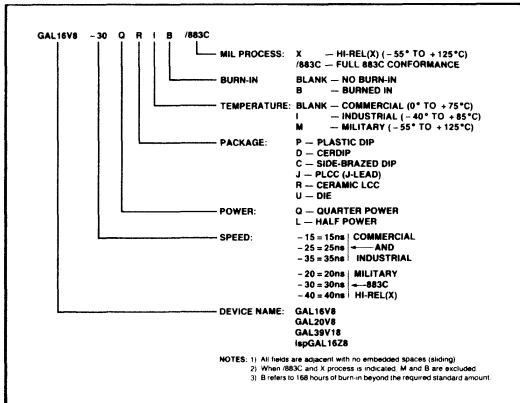 GAL16V8 -30 Q R I B /883C
MIL PROCESS: X — HI-REL(X) (-55° TO +125°C)
/883C — FULL 883C CONFORMANCE
BURN-IN BLANK — NO BURN-IN
B — BURNED IN
TEMPERATURE: BLANK — COMMERCIAL (0° TO +75°C)
I — INDUSTRIAL (-40° TO +85°C)
M — MILITARY (-55° TO +125°C)
PACKAGE: P — PLASTIC DIP
D — CERDIP
C — SIDE-BRAZED DIP
J — PLCC (J-LEAD)
R — CERAMIC LCC
U — DIE
POWER: Q — QUARTER POWER
L — HALF POWER
SPEED: -15 = 15ns COMMERCIAL
-25 = 25ns AND
-35 = 35ns INDUSTRIAL
-20 = 20ns MILITARY
-30 = 30ns 883C
-40 = 40ns HI-REL(X)
DEVICE NAME: GAL16V8
GAL20V8
GAL39V18
ispGAL16Z8
NOTES: 1) All fields are adjacent with no embedded spaces (sliding)
2) When /883C and X process is indicated, M and B are excluded
3) B refers to 168 hours of burn-in beyond the required standard amount.